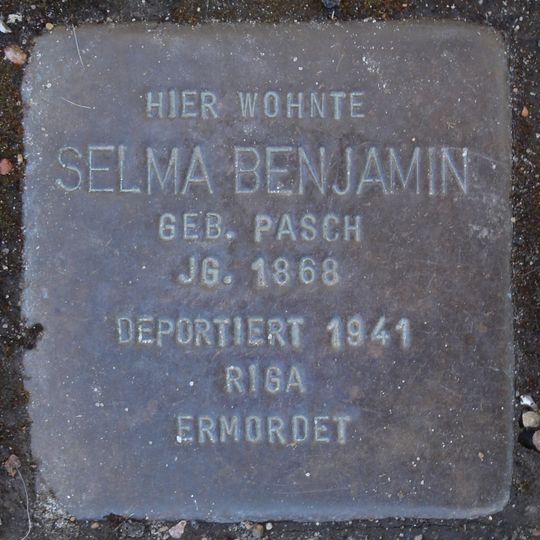 HIER WOHNTE
SELMA BENJAMIN
GEB. PASCH
JG. 1868
DEPORTIERT 1941
RIGA
ERMORDET